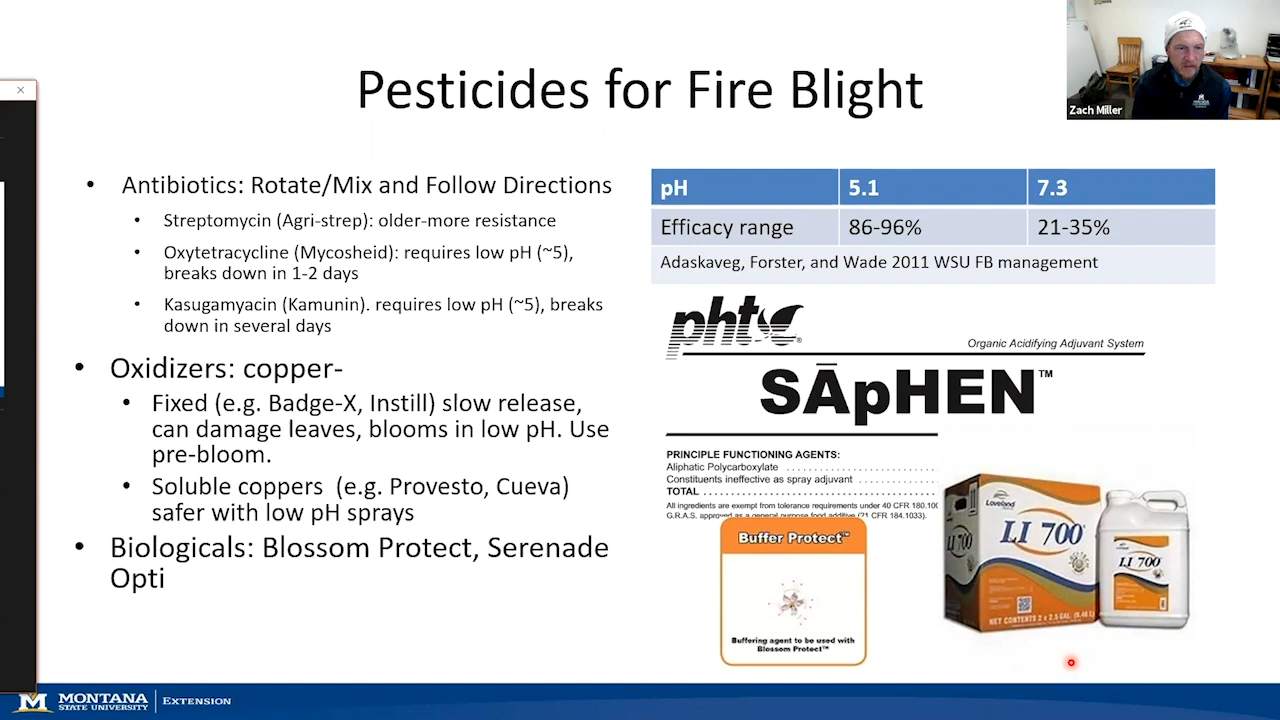 Pesticides for Fire Blight
Zach Miller
• Antibiotics: Rotate/Mix and Follow Directions
• Streptomycin (Agri-strep): older-more resistance
• Oxytetracycline (Mycosheid): requires low pH (~5),
breaks down in 1-2 days
• Kasugamyacin (Kamunin). requires low pH (~5), breaks
down in several days
• Oxidizers: copper-
• Fixed (e.g. Badge-X, Instill) slow release,
can damage leaves, blooms in low pH. Use
pre-bloom.
• Soluble coppers (e.g. Provesto, Cueva)
safer with low pH sprays
• Biologicals: Blossom Protect, Serenade
Opti
pH 5.1 7.3
Efficacy range 86-96% 21-35%
Adaskaveg, Forster, and Wade 2011 WSU FB management
pht
Organic Acidifying Adjuvant System
SĀpHEN™
PRINCIPLE FUNCTIONING AGENTS:
Aliphatic Polycarboxylate
Constituents ineffective as spray adjuvant
TOTAL
All ingredients are exempt from tolerance requirements under 40 CFR 180.100
G.R.A.S. approved as a general purpose food additive (21 CFR 184.1033).
Buffer Protect™
Buffering agent to be used with
Blossom Protect™
Loveland
LI 700
LI 700
NET CONTENTS 2 x 2.5 GAL. (9.46 L)
LI 700
M MONTANA
STATE UNIVERSITY
EXTENSION